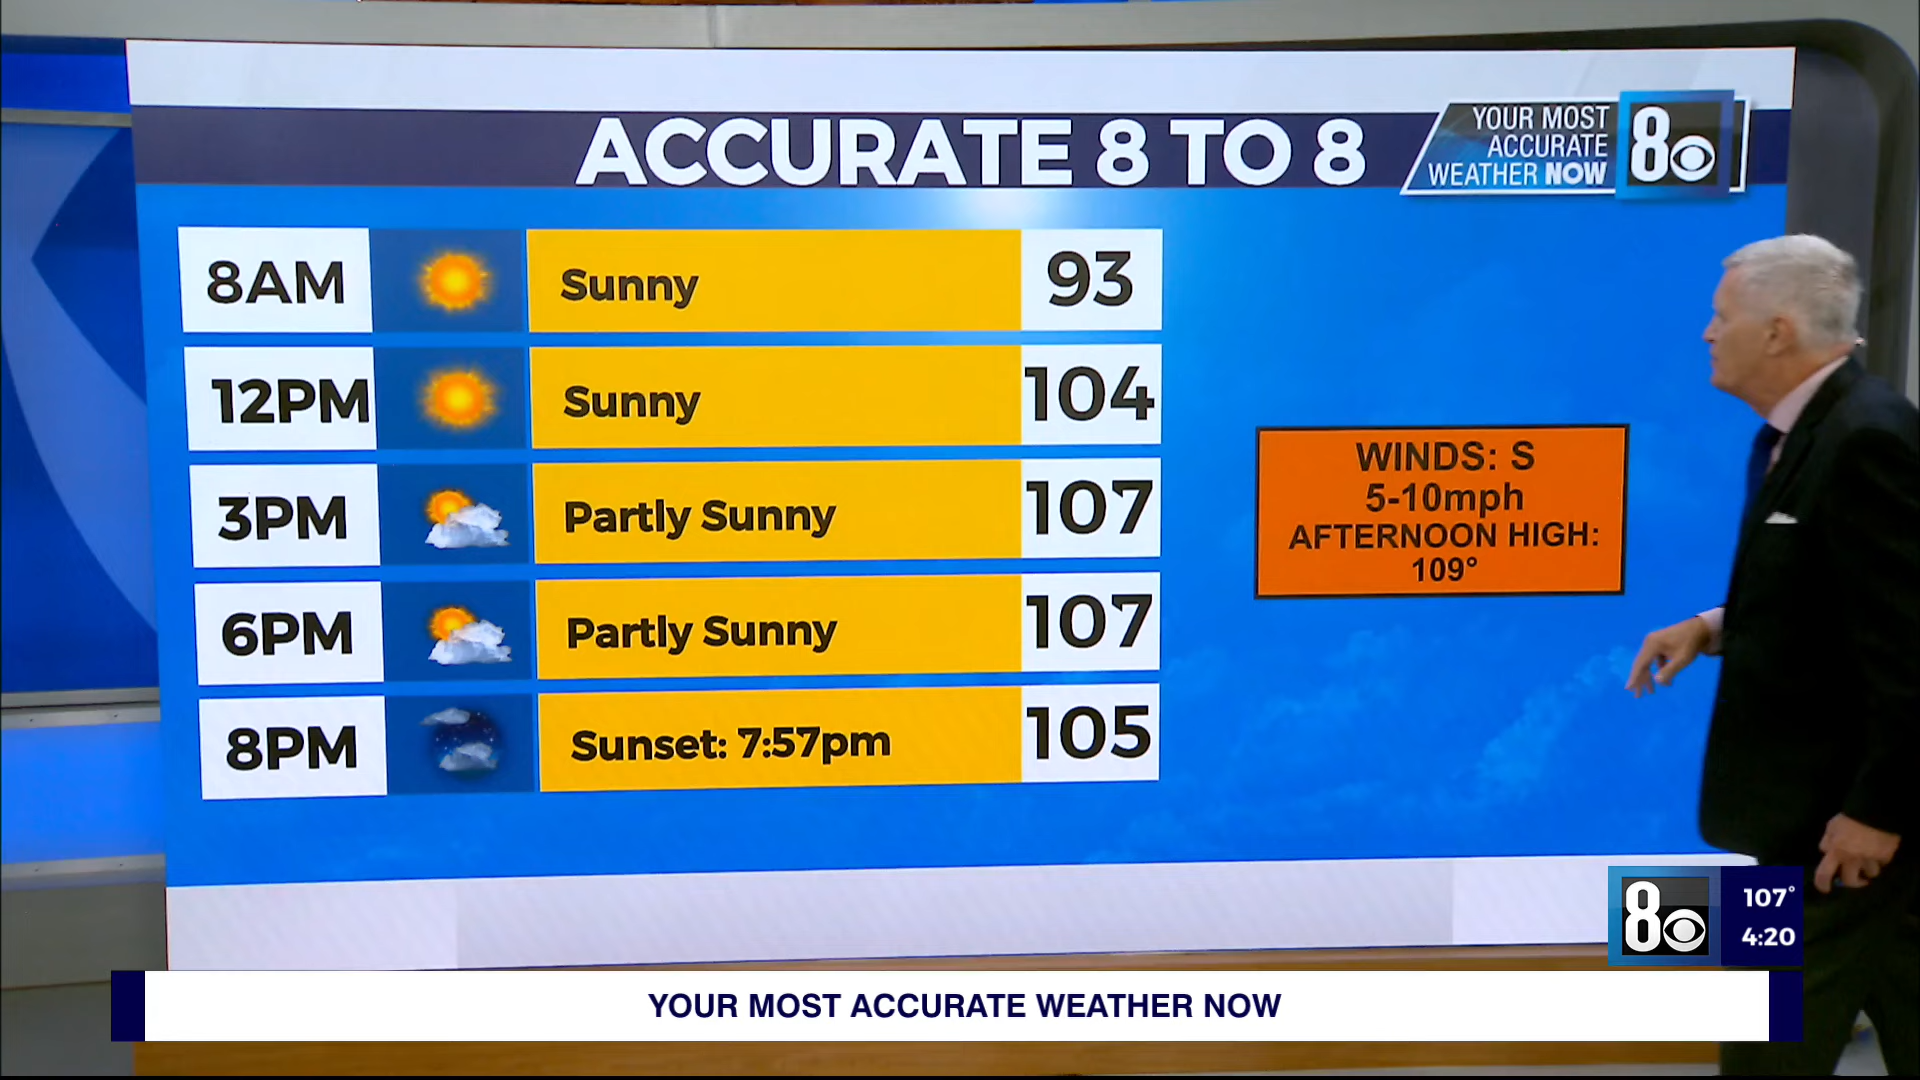 ACCURATE 8 TO 8
YOUR MOST
ACCURATE
WEATHER NOW
8
8AM Sunny 93
12PM Sunny 104
3PM Partly Sunny 107
6PM Partly Sunny 107
8PM Sunset: 7:57pm 105
WINDS: S
5-10mph
AFTERNOON HIGH:
109°
8
107°
4:20
YOUR MOST ACCURATE WEATHER NOW